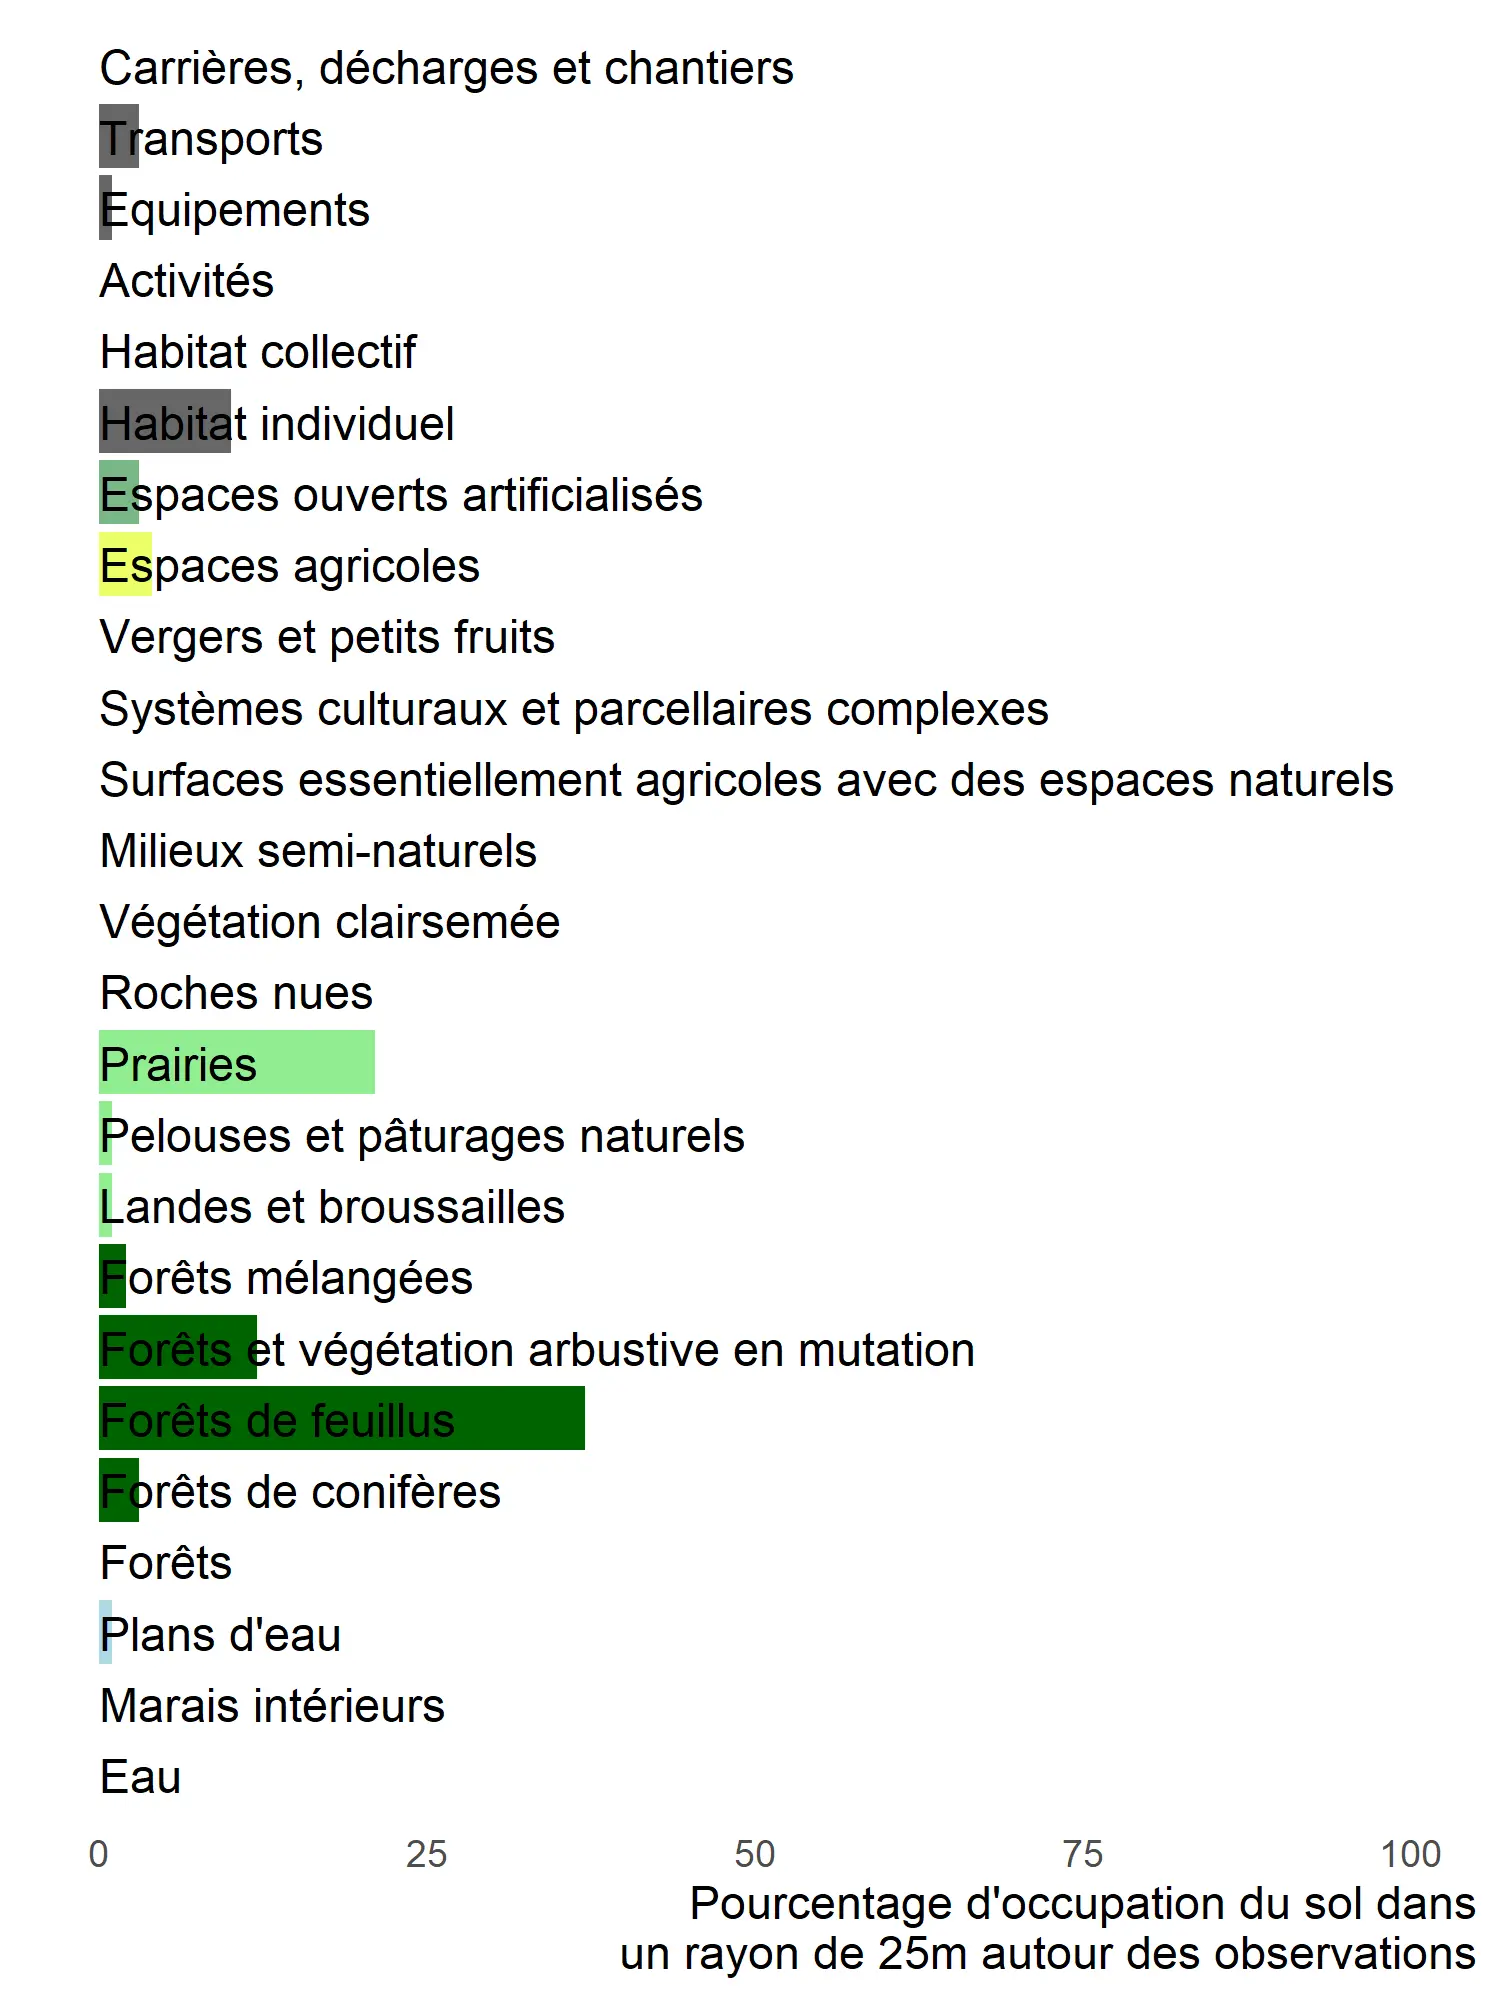 Carrières, décharges et chantiers
Transports
Equipements
Activités
Habitat collectif
Habitat individuel
Espaces ouverts artificialisés
Espaces agricoles
Vergers et petits fruits
Systèmes culturaux et parcellaires complexes
Surfaces essentiellement agricoles avec des espaces naturels
Milieux semi-naturels
Végétation clairsemée
Roches nues
Prairies
Pelouses et pâturages naturels
Landes et broussailles
Forêts mélangées
Forêts et végétation arbustive en mutation
Forêts de feuillus
Forêts de conifères
Forêts
Plans d'eau
Marais intérieurs
Eau
0 25 50 75 100
Pourcentage d'occupation du sol dans
un rayon de 25m autour des observations